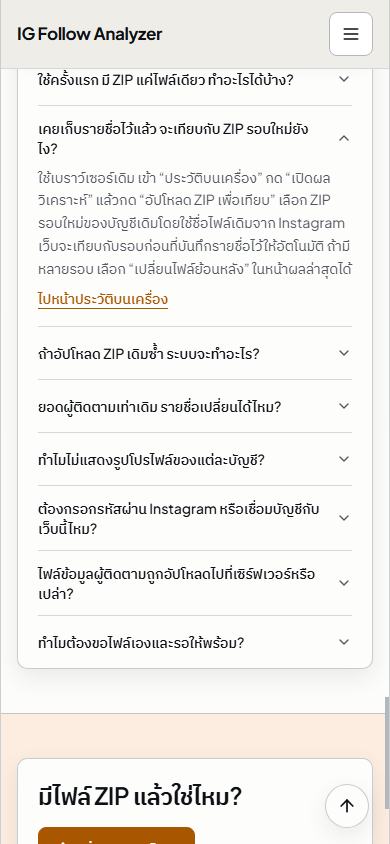 IG Follow Analyzer
ใช้ครั้งแรก มี ZIP แค่ไฟล์เดียว ทำอะไรได้บ้าง?
เคยเก็บรายชื่อไว้แล้ว จะเทียบกับ ZIP รอบใหม่ยัง
ไง?
ใช้เบราว์เซอร์เดิม เข้า “ประวัติบนเครื่อง” กด “เปิดผล
วิเคราะห์” แล้วกด “อัปโหลด ZIP เพื่อเทียบ” เลือก ZIP
รอบใหม่ของบัญชีเดิมโดยใช้ชื่อไฟล์เดิมจาก Instagram
เว็บจะเทียบกับรอบก่อนที่บันทึกรายชื่อไว้ให้อัตโนมัติ ถ้ามี
หลายรอบ เลือก “เปลี่ยนไฟล์ย้อนหลัง” ในหน้าผลล่าสุดได้
ไปหน้าประวัติบนเครื่อง
ถ้าอัปโหลด ZIP เดิมซ้ำ ระบบจะทำอะไร?
ยอดผู้ติดตามเท่าเดิม รายชื่อเปลี่ยนได้ไหม?
ทำไมไม่แสดงรูปโปรไฟล์ของแต่ละบัญชี?
ต้องกรอกรหัสผ่าน Instagram หรือเชื่อมบัญชีกับ
เว็บนี้ไหม?
ไฟล์ข้อมูลผู้ติดตามถูกอัปโหลดไปที่เซิร์ฟเวอร์หรือ
เปล่า?
ทำไมต้องขอไฟล์เองและรอให้พร้อม?
มีไฟล์ ZIP แล้วใช่ไหม?